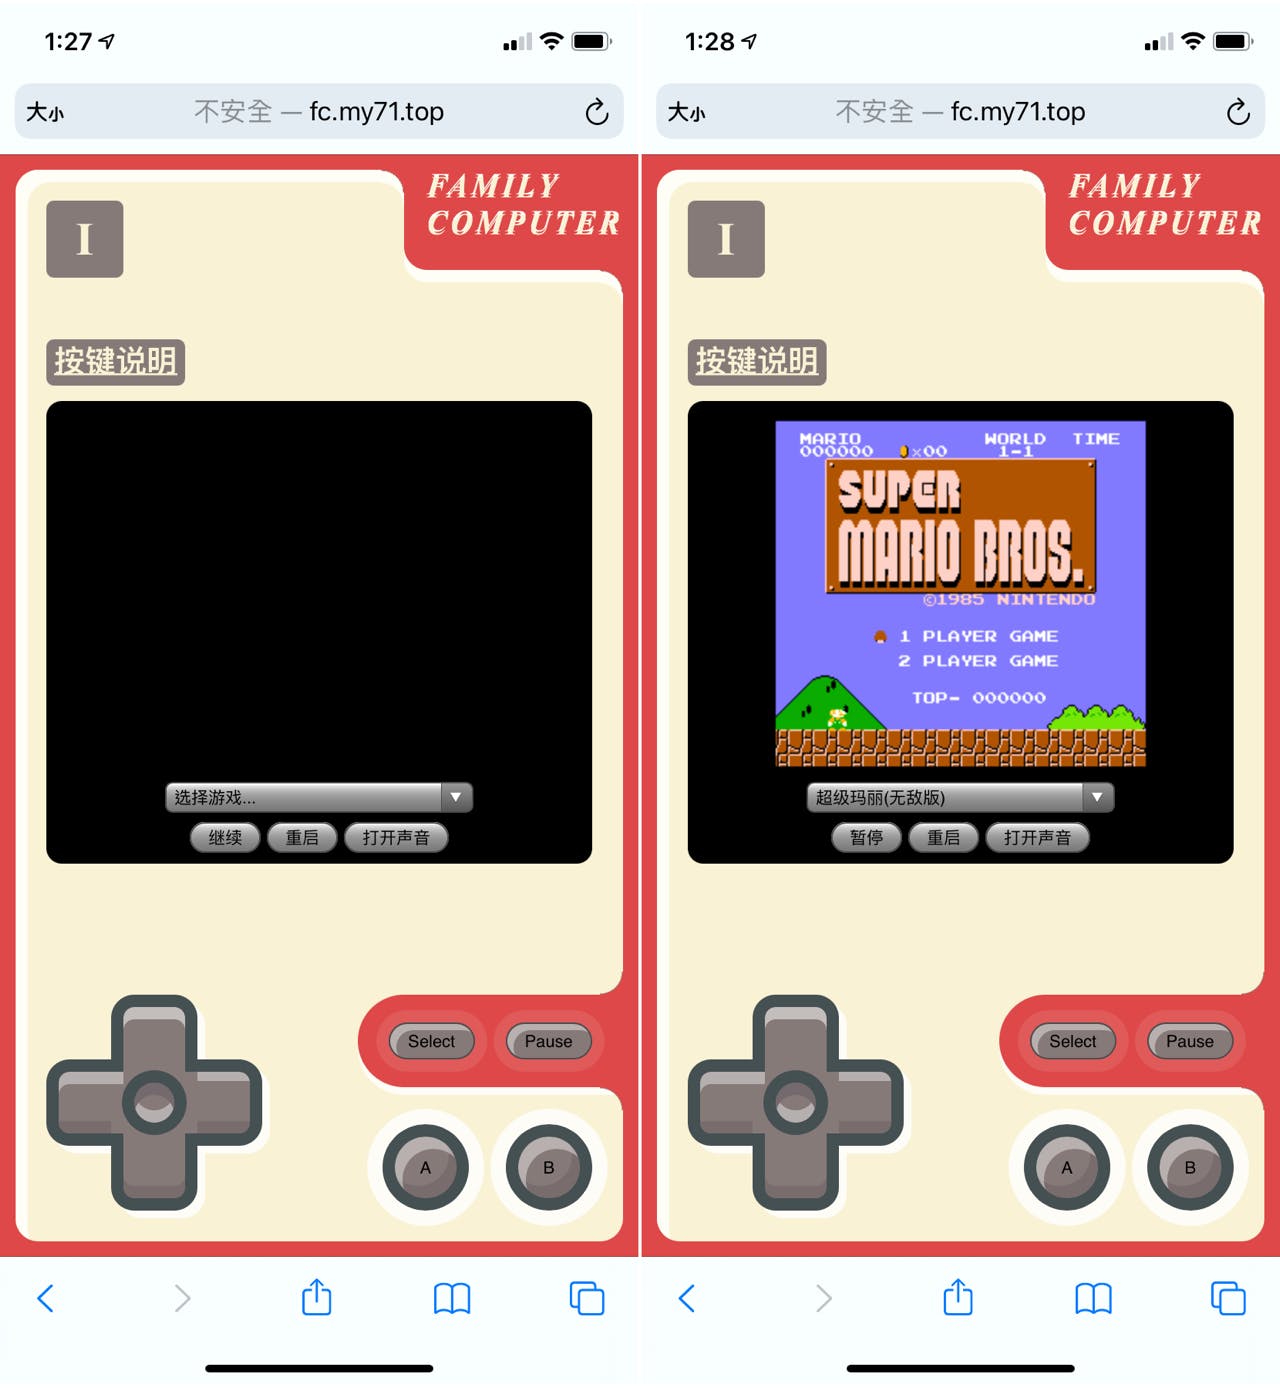 1:27
大小
不安全 — fc.my71.top
FAMILY
COMPUTER
I
按键说明
选择游戏...
继续
重启
打开声音
Select
Pause
A
B
1:28
大小
不安全 — fc.my71.top
FAMILY
COMPUTER
I
按键说明
MARIO WORLD TIME
000000 ×00 1-1
SUPER
MARIO BROS.
©1985 NINTENDO
1 PLAYER GAME
2 PLAYER GAME
TOP- 000000
超级玛丽(无敌版)
暂停
重启
打开声音
Select
Pause
A
B